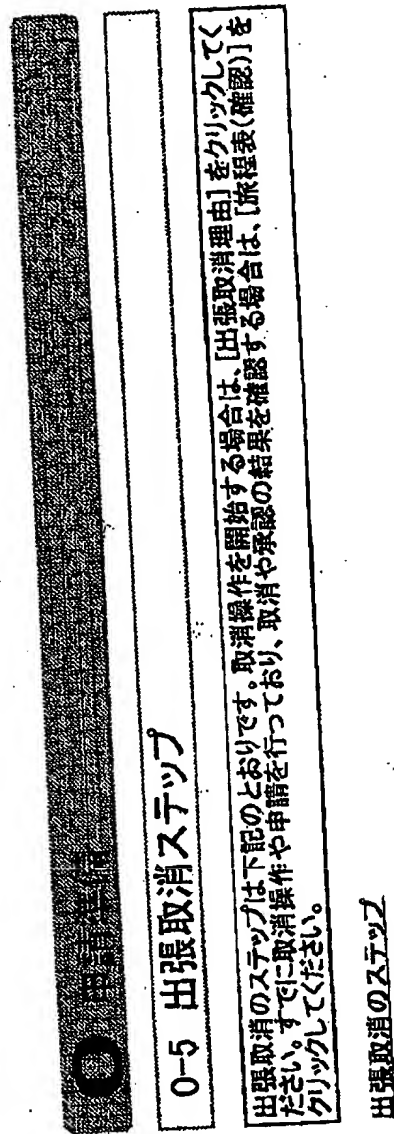 0 申請準備
0-5 出張取消ステップ
出張取消のステップは下記のとおりです。取消操作を開始する場合は、[出張取消理由]をクリックしてく
ださい。すでに取消操作や申請を行っており、取消や承認の結果を確認する場合は、[旅程表(確認)]を
クリックしてください。
出張取消のステップ